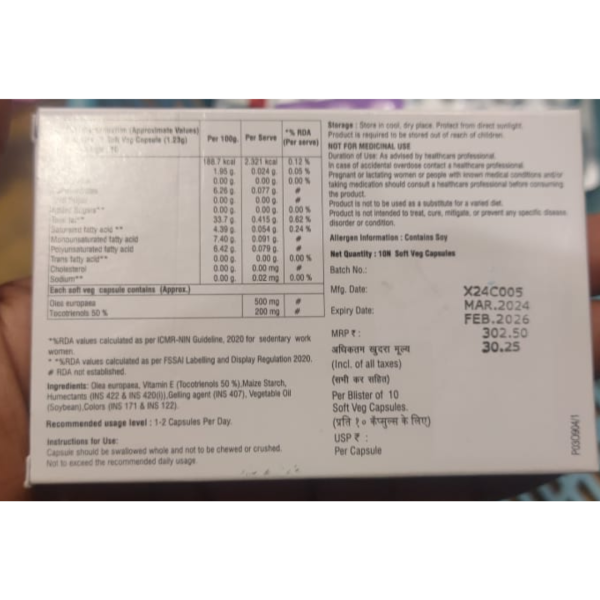 (Approximate Values)
Soft Veg Capsule (1.23g)
Per 100g Per Serve *% RDA (Per serve)
188.7 kcal 2.321 kcal 0.12 %
1.95 g 0.024 g 0.05 %
0.00 g 0.00 g 0.00 %
6.26 g 0.077 g #
0.00 g 0.00 g #
0.00 g 0.00 g 0.00 %
33.7 g 0.415 g 0.62 %
Saturated fatty acid ** 4.39 g 0.054 g 0.24 %
Monounsaturated fatty acid 7.40 g 0.091 g #
Polyunsaturated fatty acid 6.42 g 0.079 g #
Trans fatty acid** 0.00 g 0.00 g 0.00 %
Cholesterol 0.00 g 0.00 mg #
Sodium** 0.00 g 0.02 mg 0.00 %
Each soft veg capsule contains (Approx.)
Olea europaea 500 mg #
Tocotrienols 50 % 200 mg #
*%RDA values calculated as per ICMR-NIN Guideline, 2020 for sedentary work
women.
**%RDA values calculated as per FSSAI Labelling and Display Regulation 2020.
# RDA not established.
Ingredients: Olea europaea, Vitamin E (Tocotrienols 50 %),Maize Starch,
Humectants (INS 422 & INS 420(i)),Gelling agent (INS 407), Vegetable Oil
(Soybean),Colors (INS 171 & INS 122).
Recommended usage level : 1-2 Capsules Per Day.
Instructions for Use:
Capsule should be swallowed whole and not to be chewed or crushed.
Not to exceed the recommended daily usage.
Storage : Store in cool, dry place. Protect from direct sunlight.
Product is required to be stored out of reach of children.
NOT FOR MEDICINAL USE
Duration of Use: As advised by healthcare professional.
In case of accidental overdose contact a healthcare professional.
Pregnant or lactating women or people with known medical conditions and/or
taking medication should consult a healthcare professional before consuming
the product.
Product is not to be used as a substitute for a varied diet.
Product is not intended to treat, cure, mitigate, or prevent any specific disease,
disorder or condition.
Allergen Information : Contains Soy
Net Quantity : 10N Soft Veg Capsules
Batch No.:
Mfg. Date: X24C005
MAR.2024
Expiry Date: FEB.2026
MRP ₹ : 302.50
अधिकतम खुदरा मूल्य 30.25
(Incl. of all taxes)
(सभी कर सहित)
Per Blister of 10
Soft Veg Capsules.
(प्रति १० कैप्सूल्स के लिए)
USP ₹ :
Per Capsule
P03O904/1